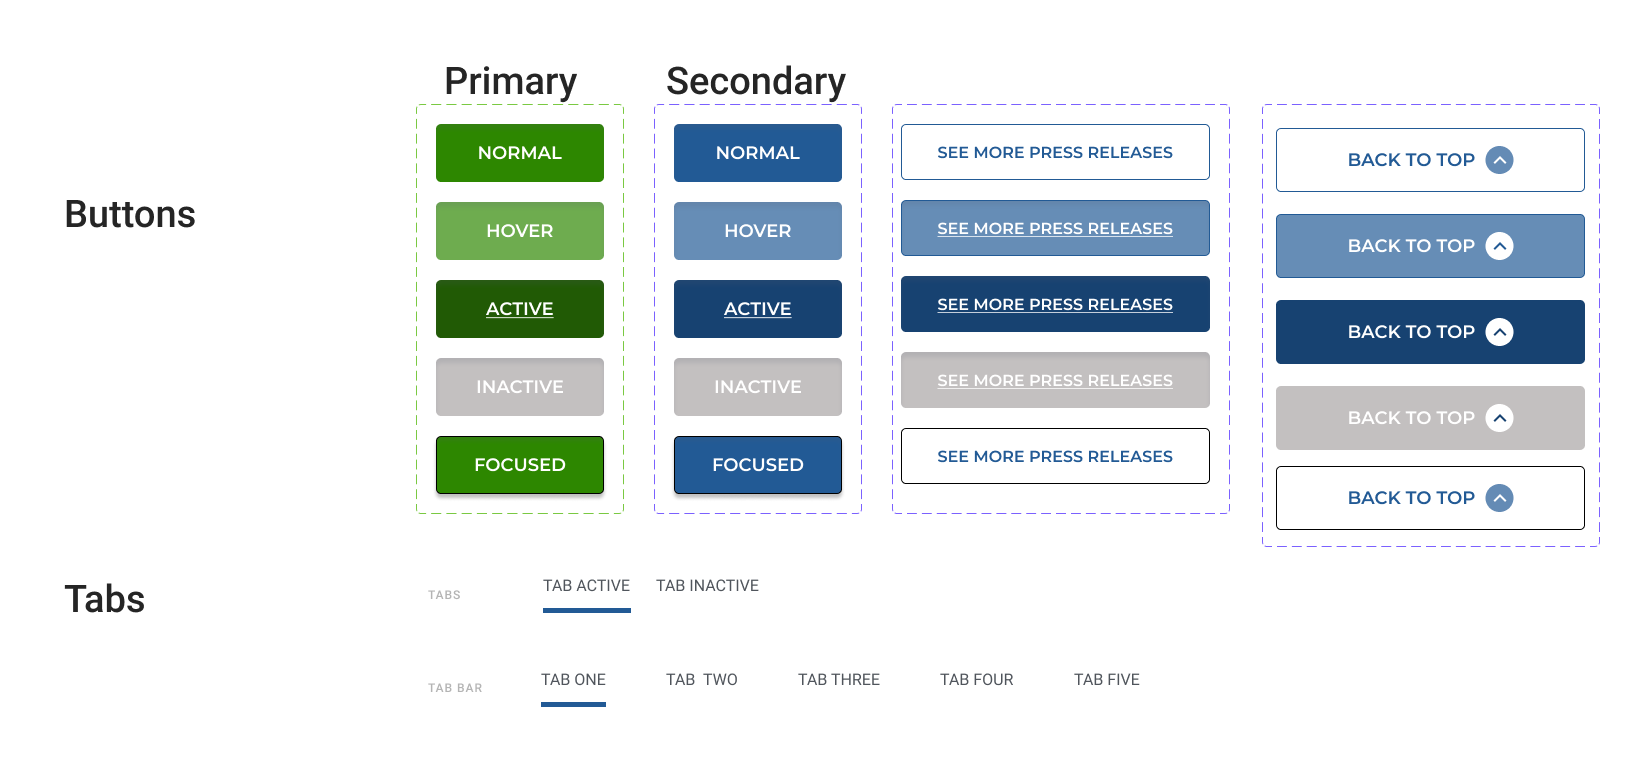 Primary
Secondary
Buttons
NORMAL
HOVER
ACTIVE
INACTIVE
FOCUSED
NORMAL
HOVER
ACTIVE
INACTIVE
FOCUSED
SEE MORE PRESS RELEASES
SEE MORE PRESS RELEASES
SEE MORE PRESS RELEASES
SEE MORE PRESS RELEASES
SEE MORE PRESS RELEASES
BACK TO TOP
BACK TO TOP
BACK TO TOP
BACK TO TOP
BACK TO TOP
Tabs
TABS
TAB ACTIVE
TAB INACTIVE
TAB BAR
TAB ONE
TAB TWO
TAB THREE
TAB FOUR
TAB FIVE